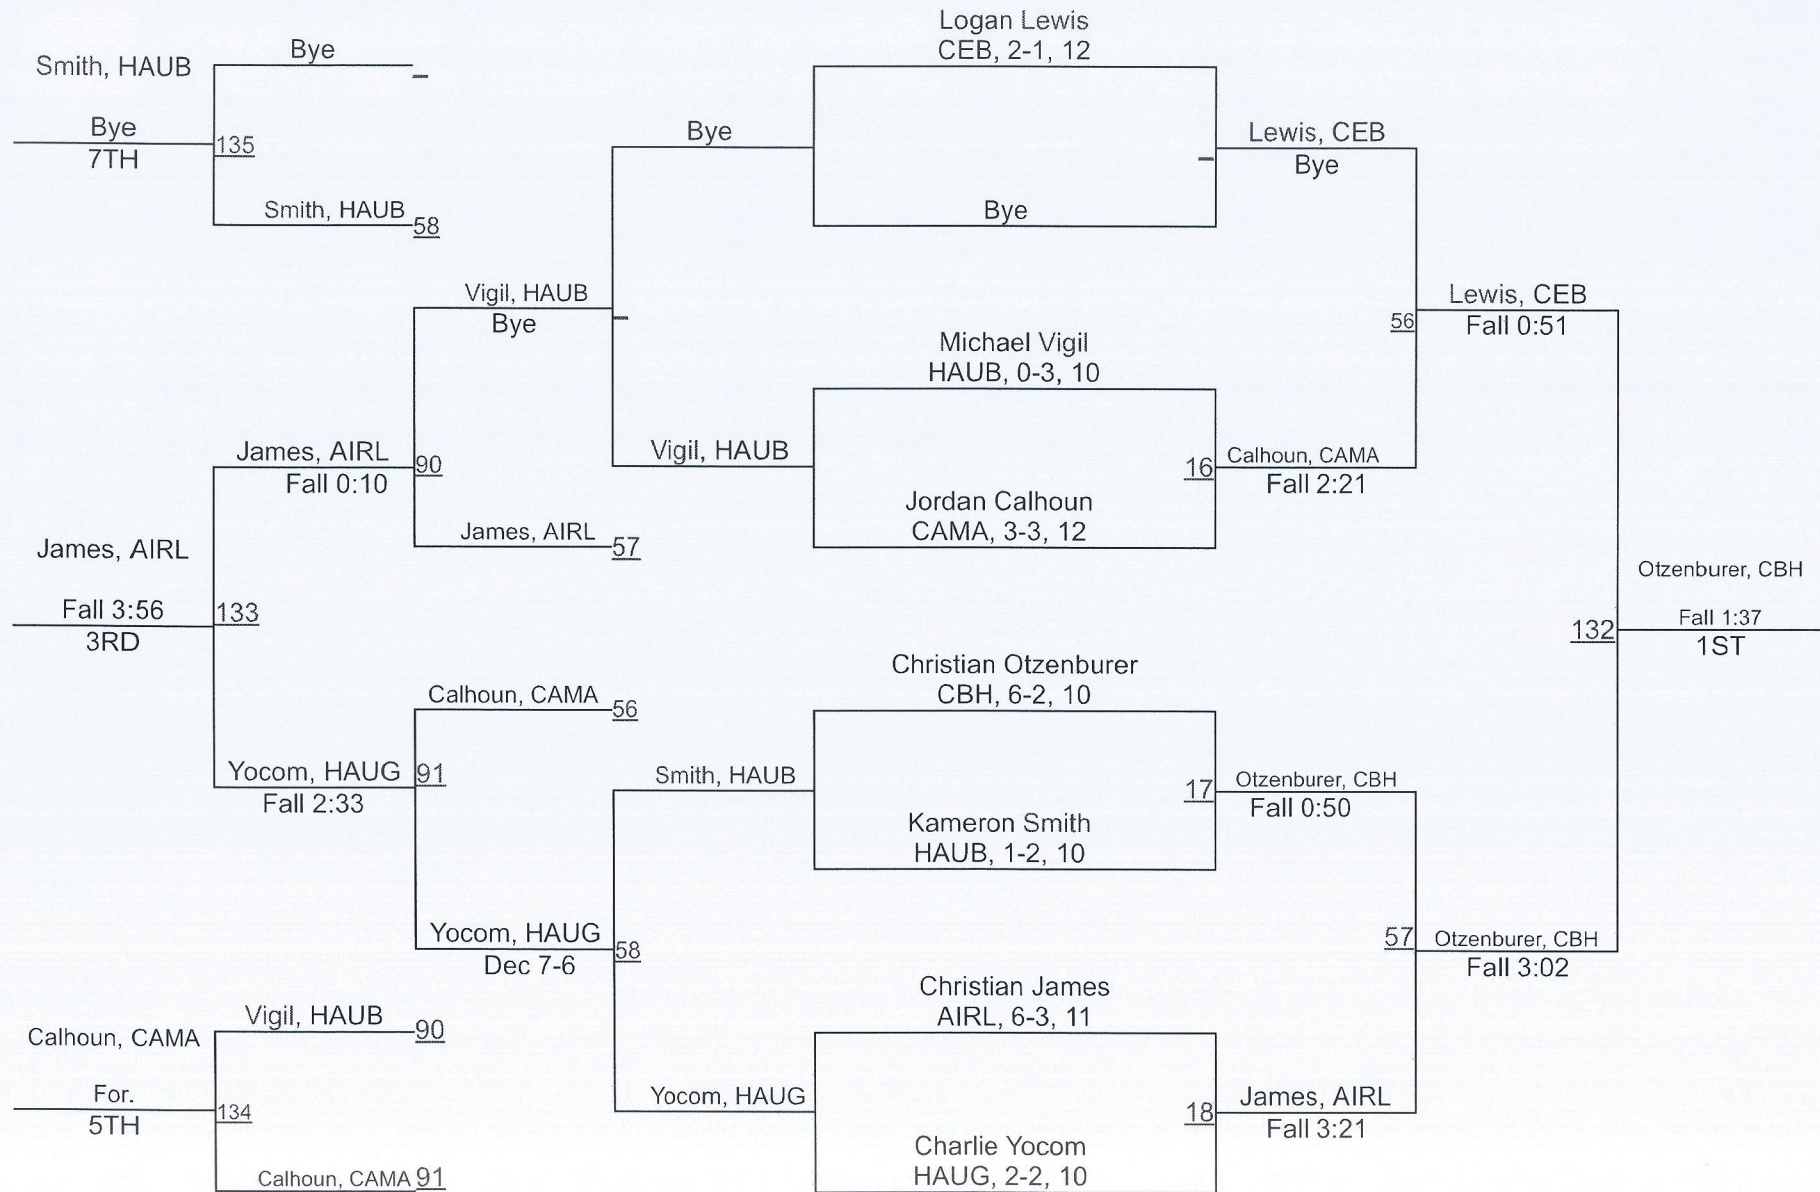 Logan Lewis
CEB, 2-1, 12
Smith, HAUB
Bye
Bye
7TH
135
Smith, HAUB
58
Bye
Bye
Lewis, CEB
Bye
Vigil, HAUB
Bye
Michael Vigil
HAUB, 0-3, 10
56
Lewis, CEB
Fall 0:51
James, AIRL
Fall 0:10
90
Vigil, HAUB
16
Calhoun, CAMA
Fall 2:21
Jordan Calhoun
CAMA, 3-3, 12
James, AIRL
57
James, AIRL
Fall 3:56
3RD
133
Otzenburer, CBH
Fall 1:37
1ST
132
Christian Otzenburer
CBH, 6-2, 10
Calhoun, CAMA
56
Yocom, HAUG
Fall 2:33
91
Smith, HAUB
17
Otzenburer, CBH
Fall 0:50
Kameron Smith
HAUB, 1-2, 10
Yocom, HAUG
Dec 7-6
58
57
Otzenburer, CBH
Fall 3:02
Christian James
AIRL, 6-3, 11
Vigil, HAUB
90
Calhoun, CAMA
For.
5TH
134
Yocom, HAUG
18
James, AIRL
Fall 3:21
Charlie Yocom
HAUG, 2-2, 10
Calhoun, CAMA
91